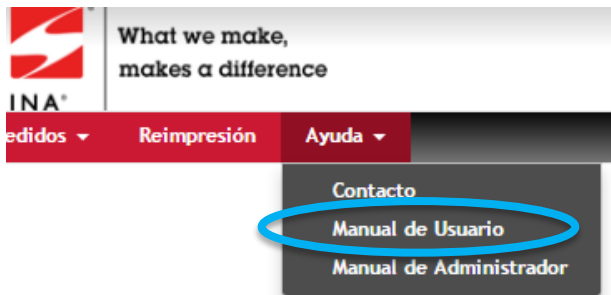 What we make,
makes a difference
INA®
edidos Reimpresión Ayuda
Contacto
Manual de Usuario
Manual de Administrador